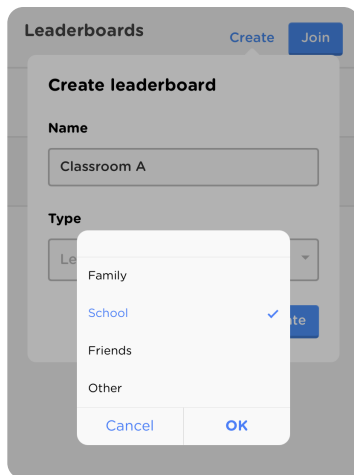 Leaderboards
Create
Join
Create leaderboard
Name
Classroom A
Type
Family
School
Friends
Other
Cancel
OK